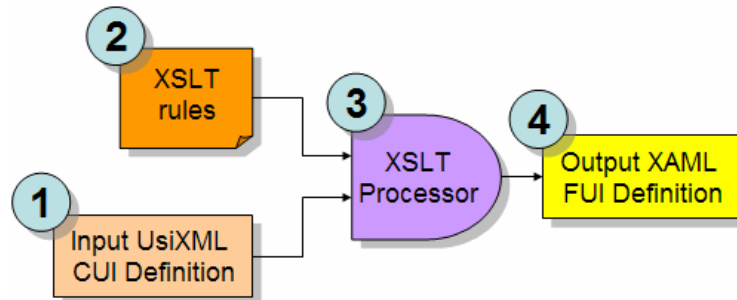 2
XSLT
rules
3
XSLT
Processor
4
Output XAML
FUI Definition
1
Input UsiXML
CUI Definition